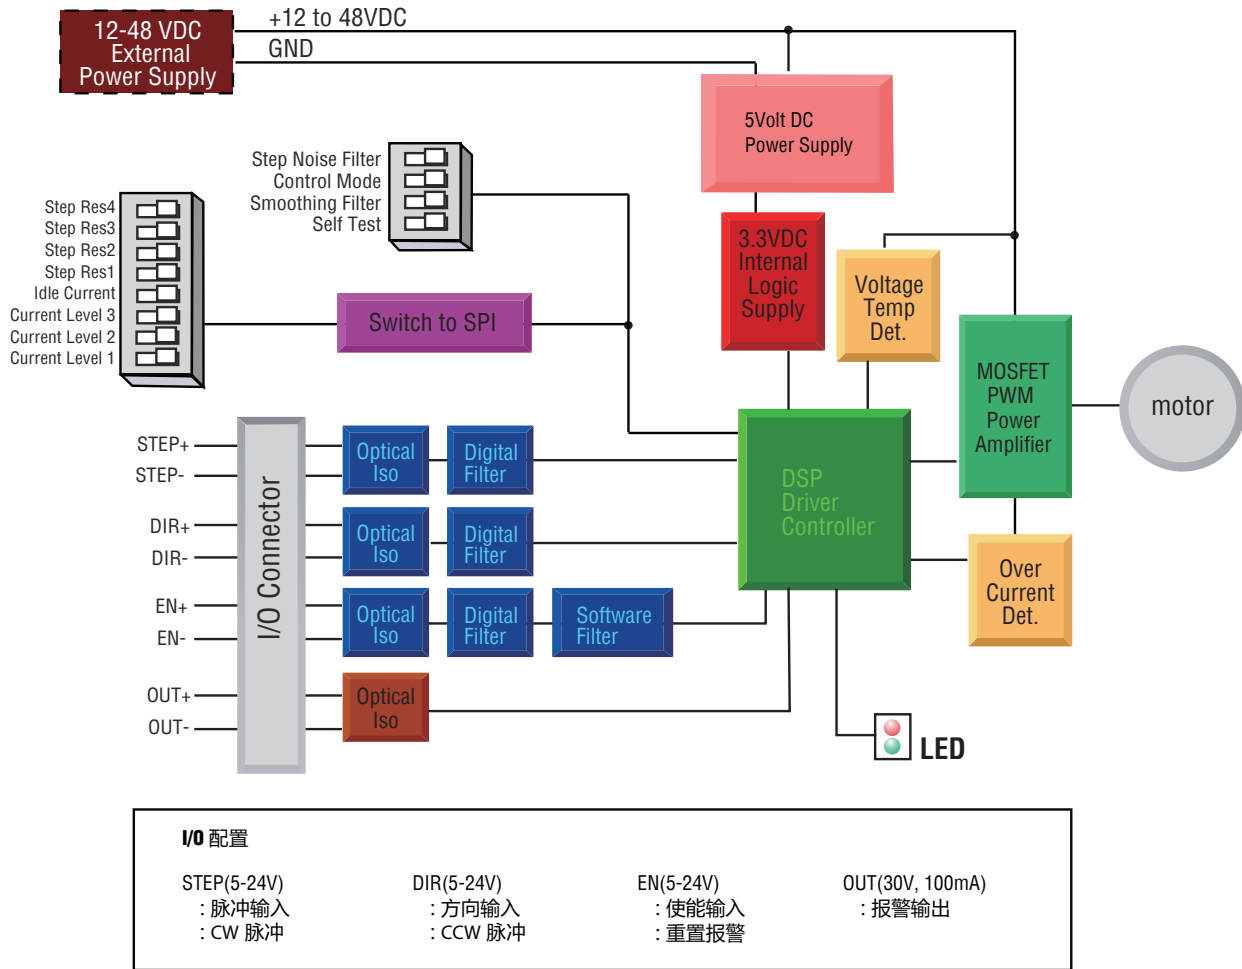 12-48 VDC
External
Power Supply
+12 to 48VDC
GND
5Volt DC
Power Supply
Step Noise Filter
Control Mode
Smoothing Filter
Self Test
Step Res4
Step Res3
Step Res2
Step Res1
Idle Current
Current Level 3
Current Level 2
Current Level 1
Switch to SPI
3.3VDC
Internal
Logic
Supply
Voltage
Temp
Det.
MOSFET
PWM
Power
Amplifier
motor
STEP+
STEP-
DIR+
DIR-
EN+
EN-
OUT+
OUT-
I/O Connector
Optical
Iso
Digital
Filter
Optical
Iso
Digital
Filter
Optical
Iso
Digital
Filter
Software
Filter
Optical
Iso
DSP
Driver
Controller
Over
Current
Det.
LED
I/O 配置
STEP(5-24V)
: 脉冲输入
: CW 脉冲
DIR(5-24V)
: 方向输入
: CCW 脉冲
EN(5-24V)
: 使能输入
: 重置报警
OUT(30V, 100mA)
: 报警输出